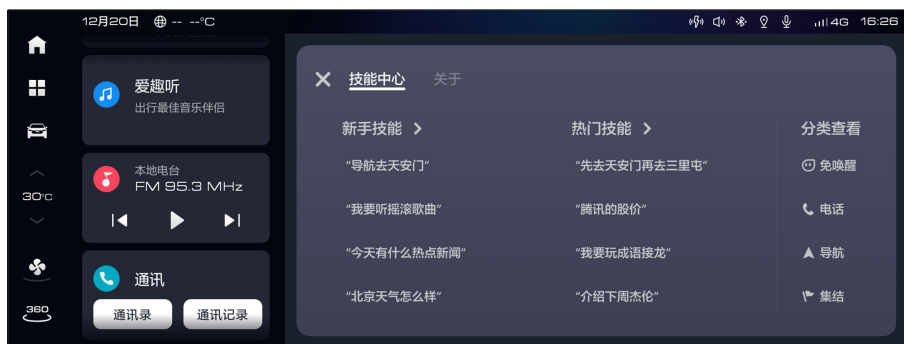 12月20日 -- --°C
4G 16:26
爱趣听
出行最佳音乐伴侣
本地电台
FM 95.3 MHz
30°C
通讯
通讯录 通讯记录
360
技能中心 关于
新手技能 热门技能 分类查看
“导航去天安门” “先去天安门再去三里屯” 免唤醒
“我要听摇滚歌曲” “腾讯的股价” 电话
“今天有什么热点新闻” “我要玩成语接龙” 导航
“北京天气怎么样” “介绍下周杰伦” 集结